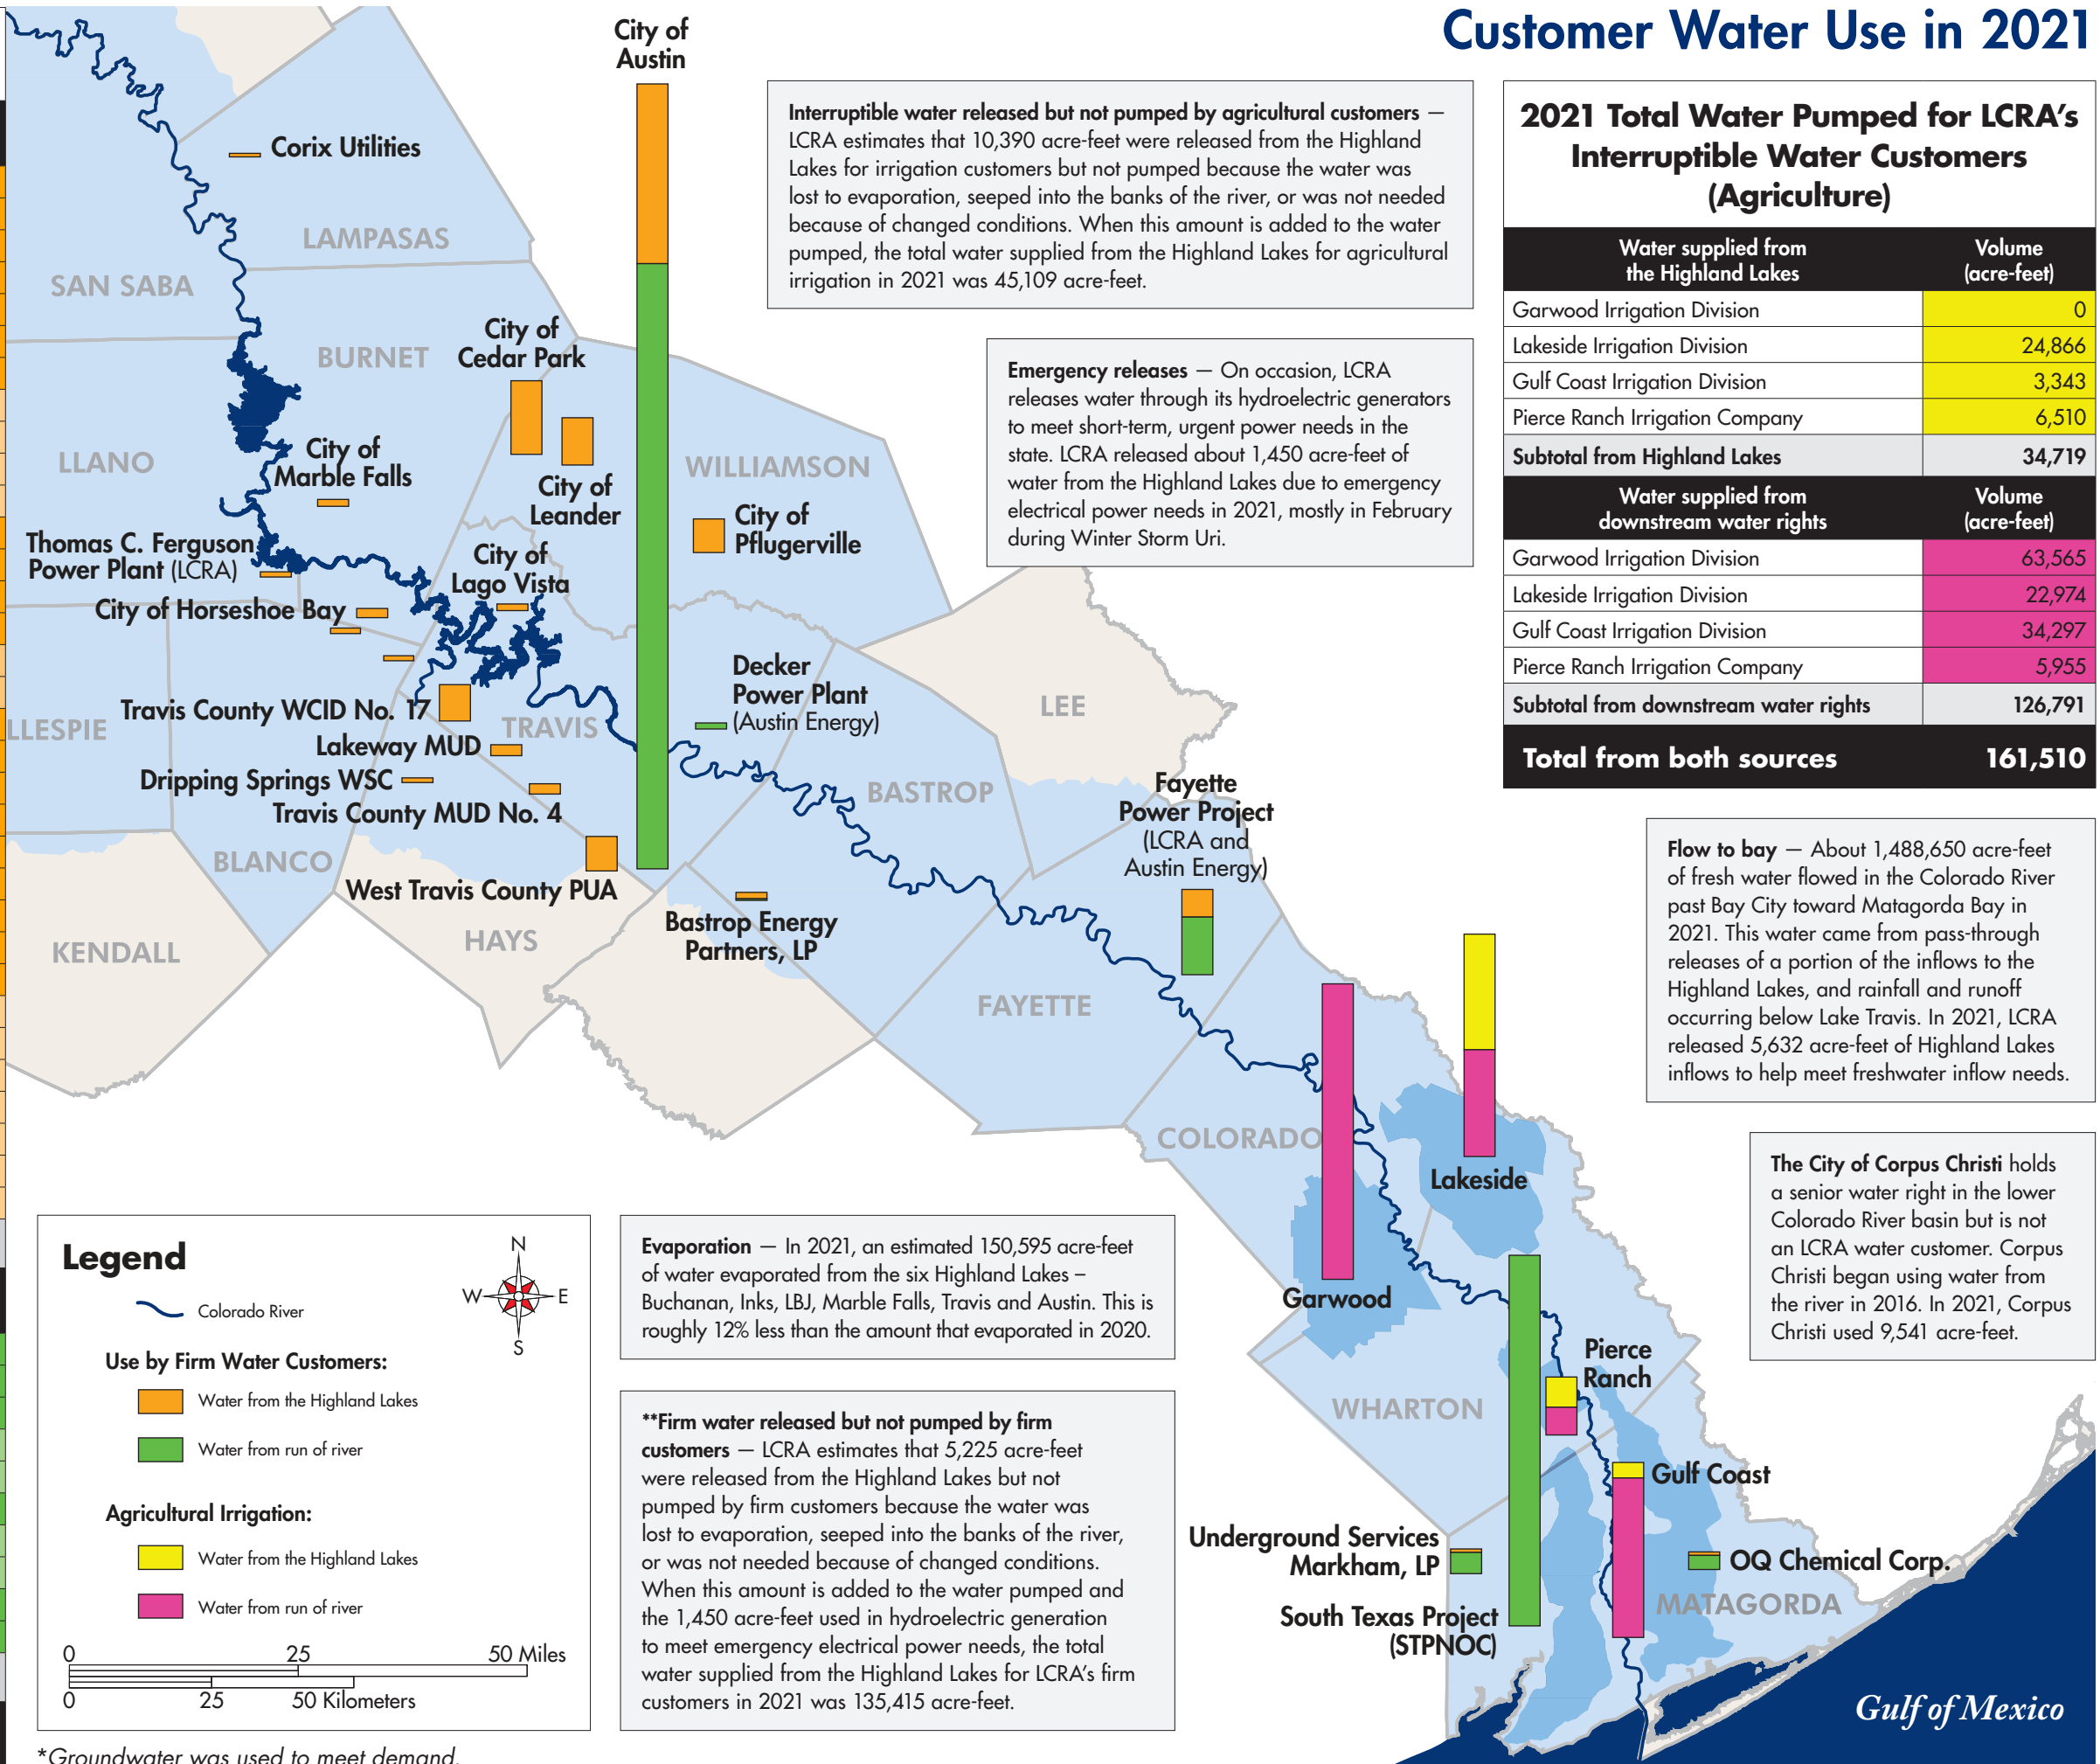 Customer Water Use in 2021
City of
Austin
Corix Utilities
LAMPASAS
SAN SABA
BURNET
City of
Cedar Park
LLANO
City of
Marble Falls
City of
Leander
WILLIAMSON
City of
Pflugerville
Thomas C. Ferguson
Power Plant (LCRA)
City of
Lago Vista
City of Horseshoe Bay
Decker
Power Plant
(Austin Energy)
LEE
Travis County WCID No. 17
TRAVIS
LLESPIE
Lakeway MUD
Dripping Springs WSC
BASTROP
Travis County MUD No. 4
Fayette
Power Project
(LCRA and
Austin Energy)
BLANCO
West Travis County PUA
Bastrop Energy
Partners, LP
HAYS
KENDALL
FAYETTE
COLORADO
Lakeside
Garwood
Pierce
Ranch
WHARTON
Gulf Coast
Underground Services
Markham, LP
OQ Chemical Corp.
MATAGORDA
South Texas Project
(STPNOC)
Gulf of Mexico
Interruptible water released but not pumped by agricultural customers —
LCRA estimates that 10,390 acre-feet were released from the Highland
Lakes for irrigation customers but not pumped because the water was
lost to evaporation, seeped into the banks of the river, or was not needed
because of changed conditions. When this amount is added to the water
pumped, the total water supplied from the Highland Lakes for agricultural
irrigation in 2021 was 45,109 acre-feet.
Emergency releases — On occasion, LCRA
releases water through its hydroelectric generators
to meet short-term, urgent power needs in the
state. LCRA released about 1,450 acre-feet of
water from the Highland Lakes due to emergency
electrical power needs in 2021, mostly in February
during Winter Storm Uri.
2021 Total Water Pumped for LCRA's
Interruptible Water Customers
(Agriculture)
Water supplied from
the Highland Lakes
Volume
(acre-feet)
Garwood Irrigation Division 0
Lakeside Irrigation Division 24,866
Gulf Coast Irrigation Division 3,343
Pierce Ranch Irrigation Company 6,510
Subtotal from Highland Lakes 34,719
Water supplied from
downstream water rights
Volume
(acre-feet)
Garwood Irrigation Division 63,565
Lakeside Irrigation Division 22,974
Gulf Coast Irrigation Division 34,297
Pierce Ranch Irrigation Company 5,955
Subtotal from downstream water rights 126,791
Total from both sources 161,510
Flow to bay — About 1,488,650 acre-feet
of fresh water flowed in the Colorado River
past Bay City toward Matagorda Bay in
2021. This water came from pass-through
releases of a portion of the inflows to the
Highland Lakes, and rainfall and runoff
occurring below Lake Travis. In 2021, LCRA
released 5,632 acre-feet of Highland Lakes
inflows to help meet freshwater inflow needs.
The City of Corpus Christi holds
a senior water right in the lower
Colorado River basin but is not
an LCRA water customer. Corpus
Christi began using water from
the river in 2016. In 2021, Corpus
Christi used 9,541 acre-feet.
Legend
N
W E
S
Colorado River
Use by Firm Water Customers:
Water from the Highland Lakes
Water from run of river
Agricultural Irrigation:
Water from the Highland Lakes
Water from run of river
0 25 50 Miles
0 25 50 Kilometers
Evaporation — In 2021, an estimated 150,595 acre-feet
of water evaporated from the six Highland Lakes –
Buchanan, Inks, LBJ, Marble Falls, Travis and Austin. This is
roughly 12% less than the amount that evaporated in 2020.
**Firm water released but not pumped by firm
customers — LCRA estimates that 5,225 acre-feet
were released from the Highland Lakes but not
pumped by firm customers because the water was
lost to evaporation, seeped into the banks of the river,
or was not needed because of changed conditions.
When this amount is added to the water pumped and
the 1,450 acre-feet used in hydroelectric generation
to meet emergency electrical power needs, the total
water supplied from the Highland Lakes for LCRA's firm
customers in 2021 was 135,415 acre-feet.
*Groundwater was used to meet demand.